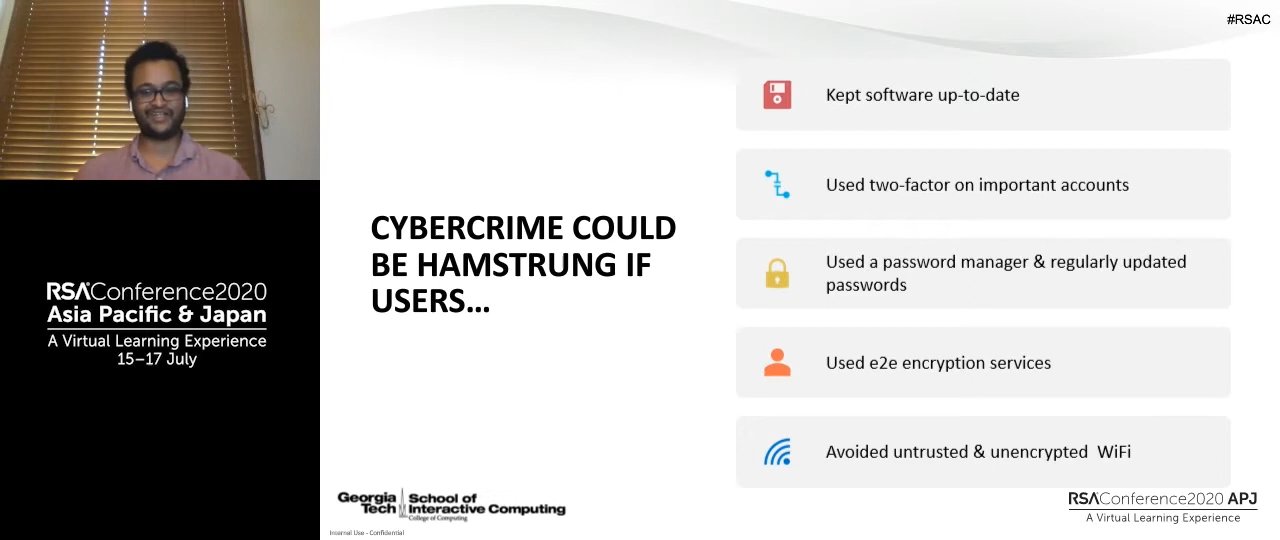 #RSAC
RSAConference2020
Asia Pacific & Japan
A Virtual Learning Experience
15–17 July
CYBERCRIME COULD
BE HAMSTRUNG IF
USERS...
Kept software up-to-date
Used two-factor on important accounts
Used a password manager & regularly updated
passwords
Used e2e encryption services
Avoided untrusted & unencrypted  WiFi
Georgia
Tech
School of
Interactive Computing
College of Computing
Internal Use - Confidential
RSAConference2020 APJ
A Virtual Learning Experience